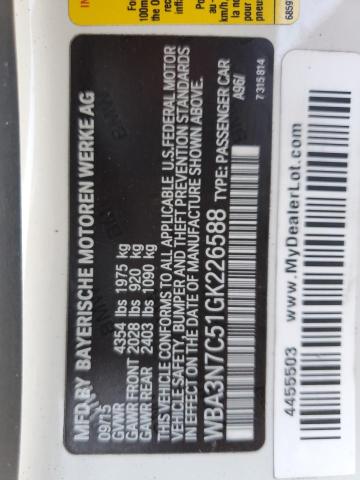 MFD BY BAYERISCHE MOTOREN WERKE AG
09/15
GVWR 4354 lbs 1975 kg
GAWR FRONT 2028 lbs 920 kg
GAWR REAR 2403 lbs 1090 kg
THIS VEHICLE CONFORMS TO ALL APPLICABLE U.S. FEDERAL MOTOR
VEHICLE SAFETY, BUMPER AND THEFT PREVENTION STANDARDS
IN EFFECT ON THE DATE OF MANUFACTURE SHOWN ABOVE.
WBA3N7C51GK226588 TYPE: PASSENGER CAR
A96/
7315814
4455503
www.MyDealerLot.com